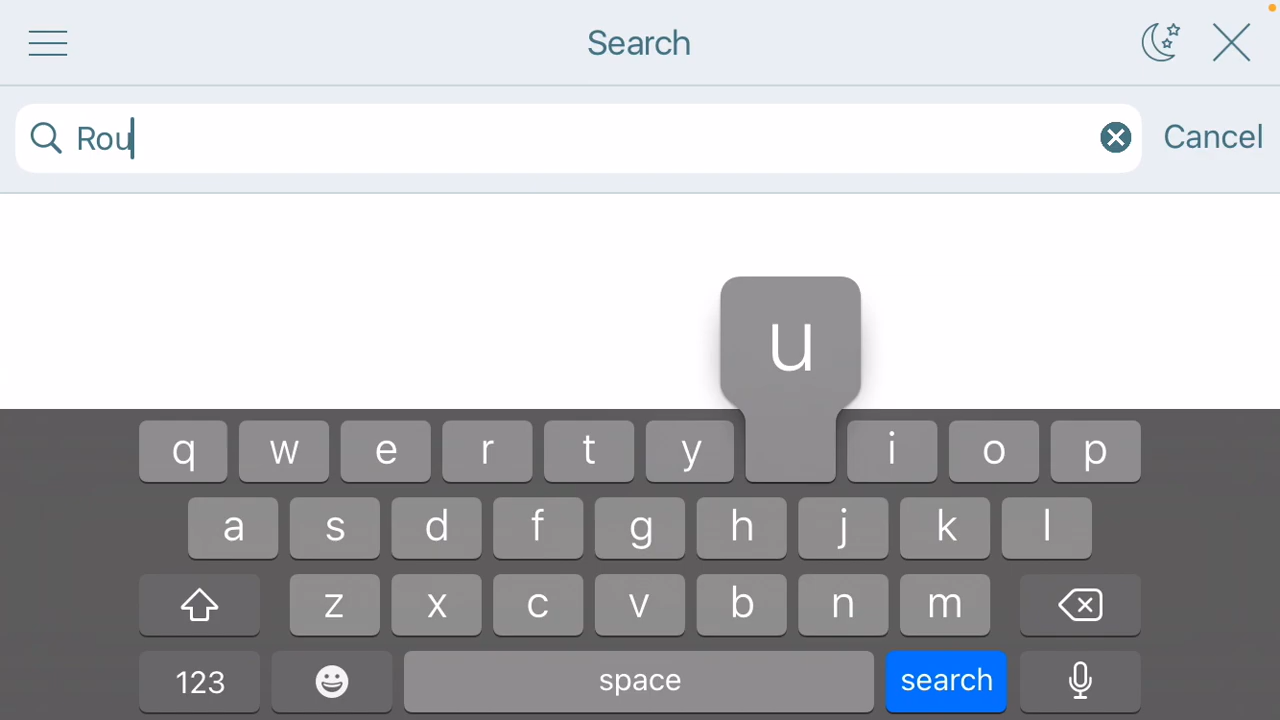 Search
Rou
Cancel
u
q w e r t y i o p
a s d f g h j k l
z x c v b n m
123 space search